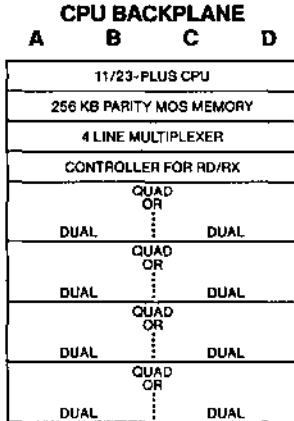 CPU BACKPLANE
A B C D
11/23-PLUS CPU
256 KB PARITY MOS MEMORY
4 LINE MULTIPLEXER
CONTROLLER FOR RD/RX
QUAD
OR
DUAL DUAL
QUAD
OR
DUAL DUAL
QUAD
OR
DUAL DUAL
QUAD
OR
DUAL DUAL